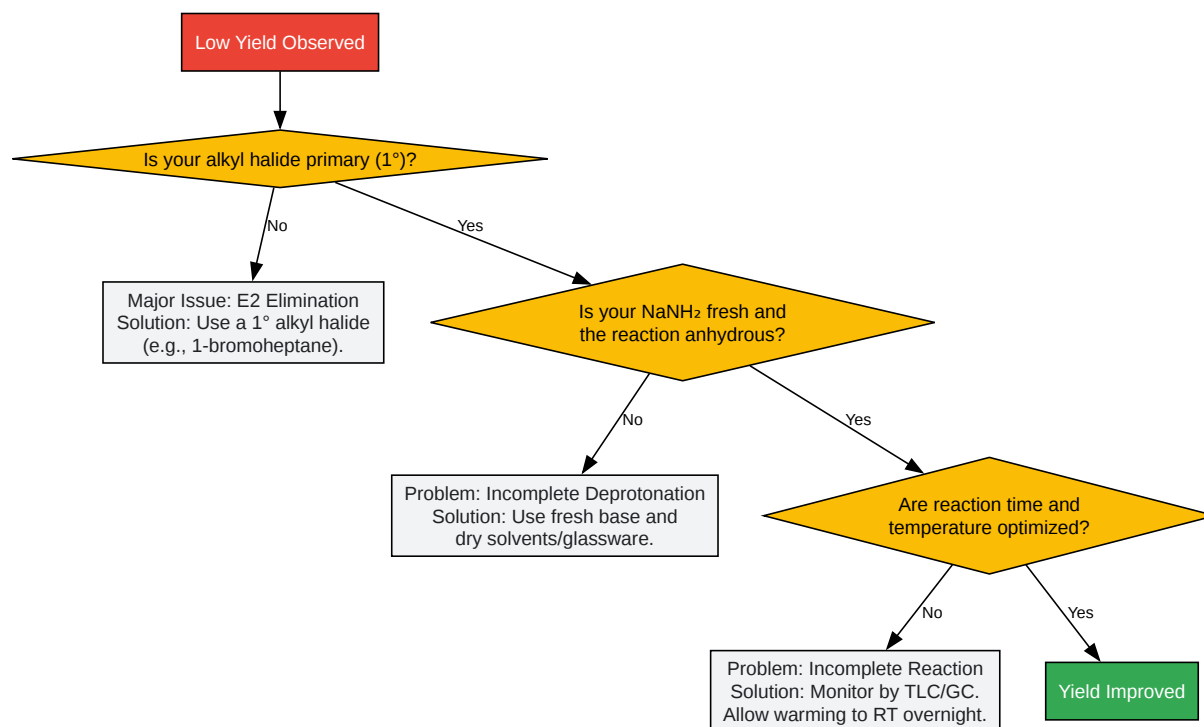 Low Yield Observed
Is your alkyl halide primary (1°)?
No
Yes
Major Issue: E2 Elimination
Solution: Use a 1° alkyl halide
(e.g., 1-bromoheptane).
Is your NaNH₂ fresh and
the reaction anhydrous?
No
Yes
Problem: Incomplete Deprotonation
Solution: Use fresh base and
dry solvents/glassware.
Are reaction time and
temperature optimized?
No
Yes
Problem: Incomplete Reaction
Solution: Monitor by TLC/GC.
Allow warming to RT overnight.
Yield Improved